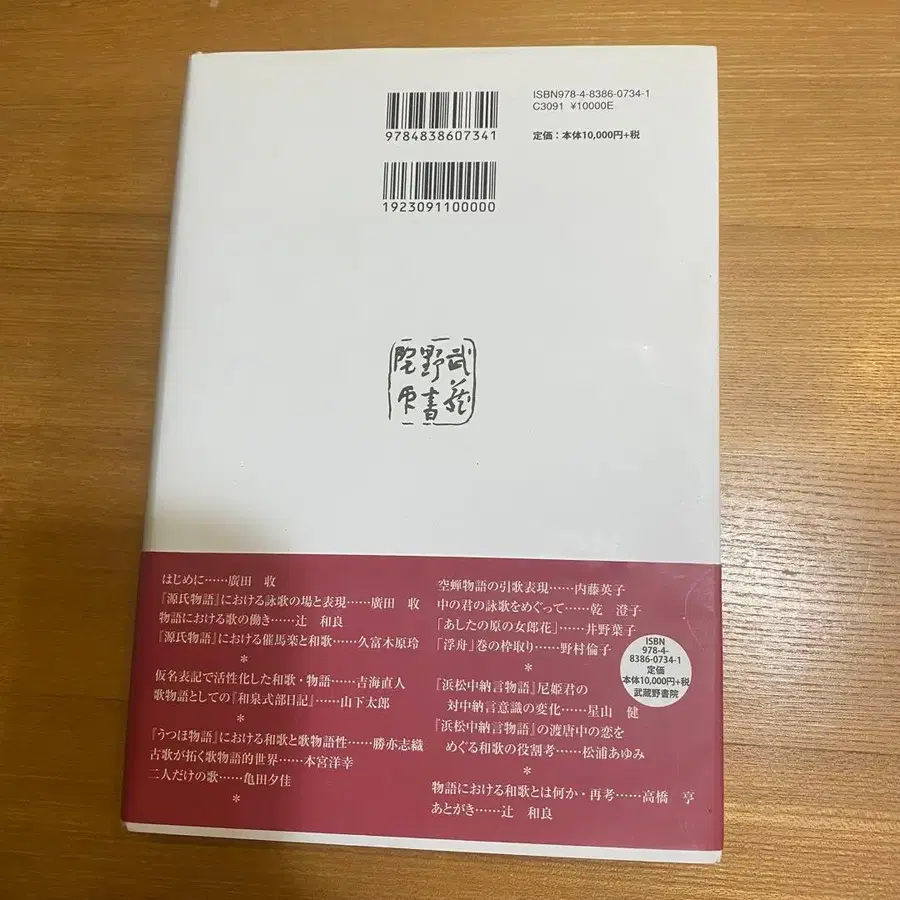 ISBN978-4-8386-0734-1
C3091 ¥10000E
定価：本体10,000円+税
9784838607341
1923091100000
武蔵
野書
院
はじめに……廣田　收
『源氏物語』における詠歌の場と表現……廣田　收
物語における歌の働き……辻　和良
『源氏物語』における催馬楽と和歌……久富木原玲
＊
仮名表記で活性化した和歌・物語……吉海直人
歌物語としての『和泉式部日記』……山下太郎
＊
『うつほ物語』における和歌と歌物語性……勝亦志織
古歌が拓く歌物語的世界……本宮洋幸
二人だけの歌……亀田夕佳
＊
空蝉物語の引歌表現……内藤英子
中の君の詠歌をめぐって……乾　澄子
「あしたの原の女郎花」……井野葉子
「浮舟」巻の枠取り……野村倫子
＊
『浜松中納言物語』尼姫君の
対中納言意識の変化……星山　健
『浜松中納言物語』の渡唐中の恋を
めぐる和歌の役割考……松浦あゆみ
＊
物語における和歌とは何か・再考……高橋　亨
あとがき……辻　和良
ISBN
978-4-
8386-0734-1
定価
本体10,000円+税
武蔵野書院